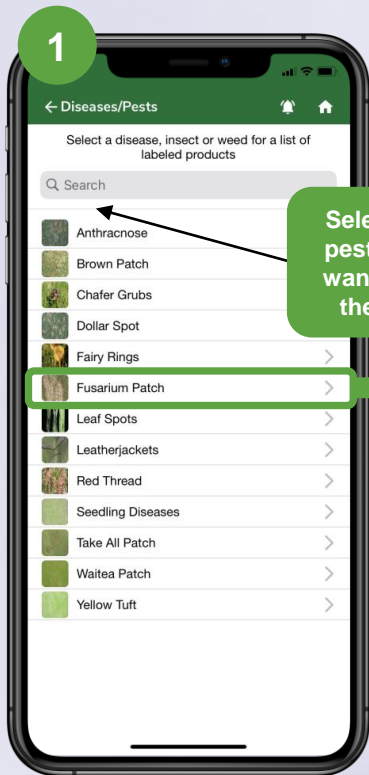 1
← Diseases/Pests
Select a disease, insect or weed for a list of
labeled products
Search
Anthracnose
Brown Patch
Chafer Grubs
Dollar Spot
Fairy Rings
Fusarium Patch
Leaf Spots
Leatherjackets
Red Thread
Seedling Diseases
Take All Patch
Waitea Patch
Yellow Tuft
pest
the